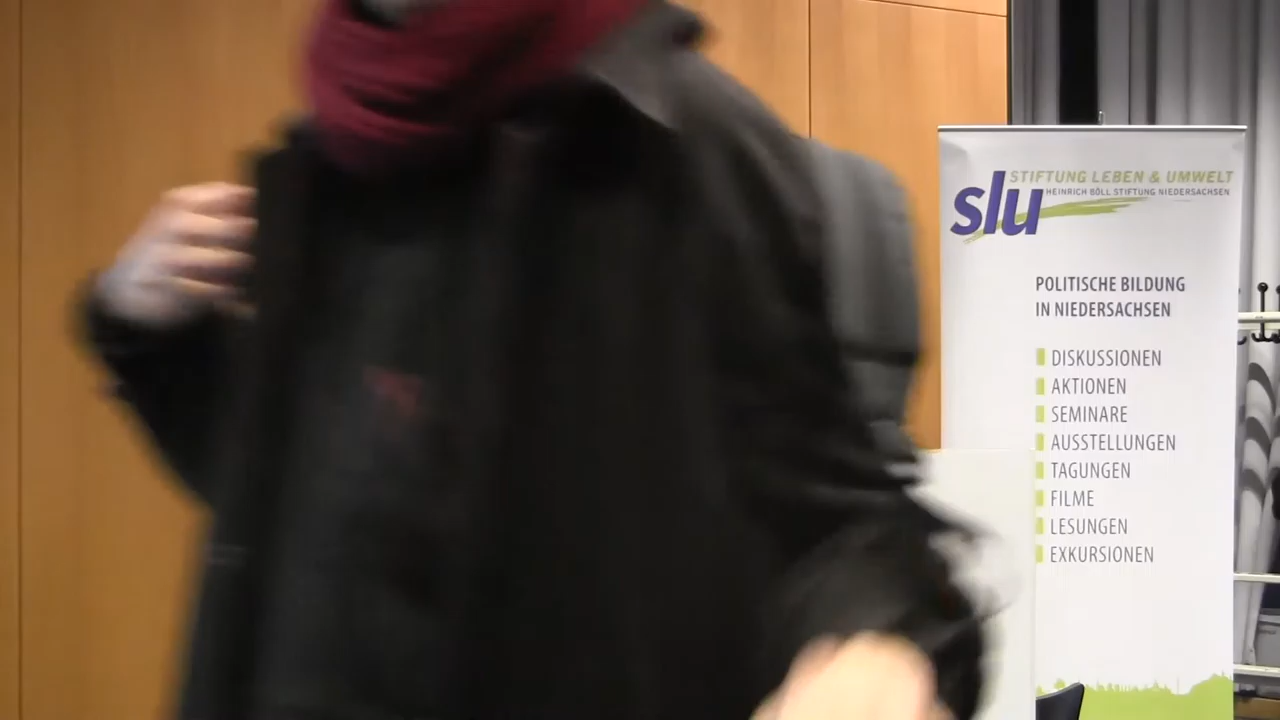 slu STIFTUNG LEBEN & UMWELT
HEINRICH BÖLL STIFTUNG NIEDERSACHSEN
POLITISCHE BILDUNG
IN NIEDERSACHSEN
DISKUSSIONEN
AKTIONEN
SEMINARE
AUSSTELLUNGEN
TAGUNGEN
FILME
LESUNGEN
EXKURSIONEN